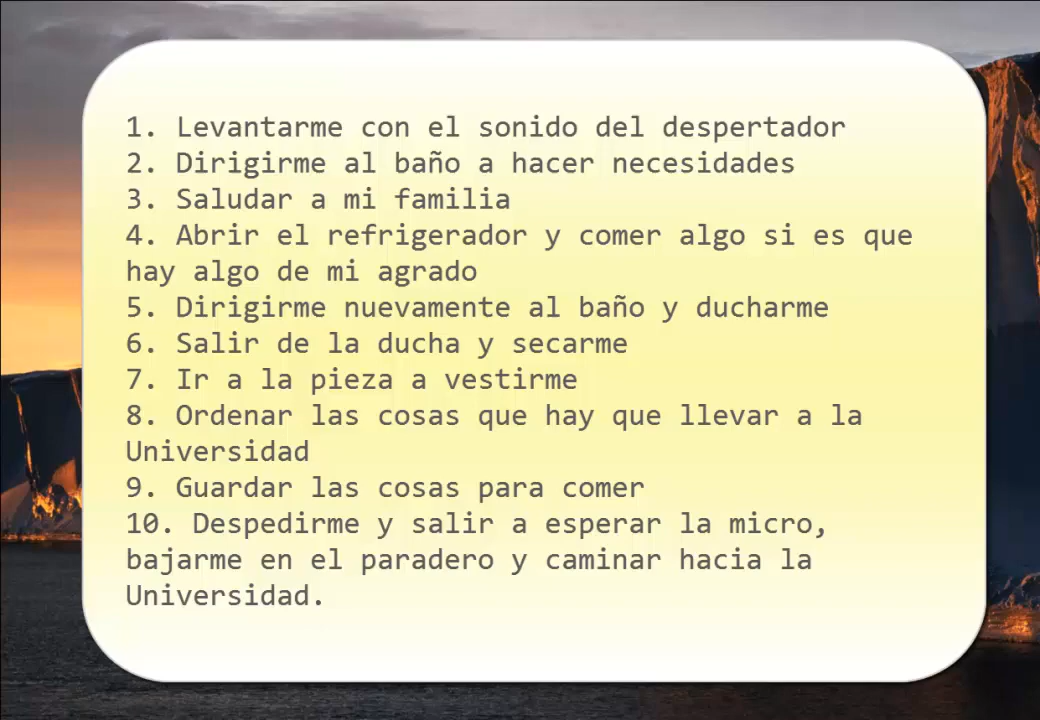 1. Levantarme con el sonido del despertador
2. Dirigirme al baño a hacer necesidades
3. Saludar a mi familia
4. Abrir el refrigerador y comer algo si es que
hay algo de mi agrado
5. Dirigirme nuevamente al baño y ducharme
6. Salir de la ducha y secarme
7. Ir a la pieza a vestirme
8. Ordenar las cosas que hay que llevar a la
Universidad
9. Guardar las cosas para comer
10. Despedirme y salir a esperar la micro,
bajarme en el paradero y caminar hacia la
Universidad.